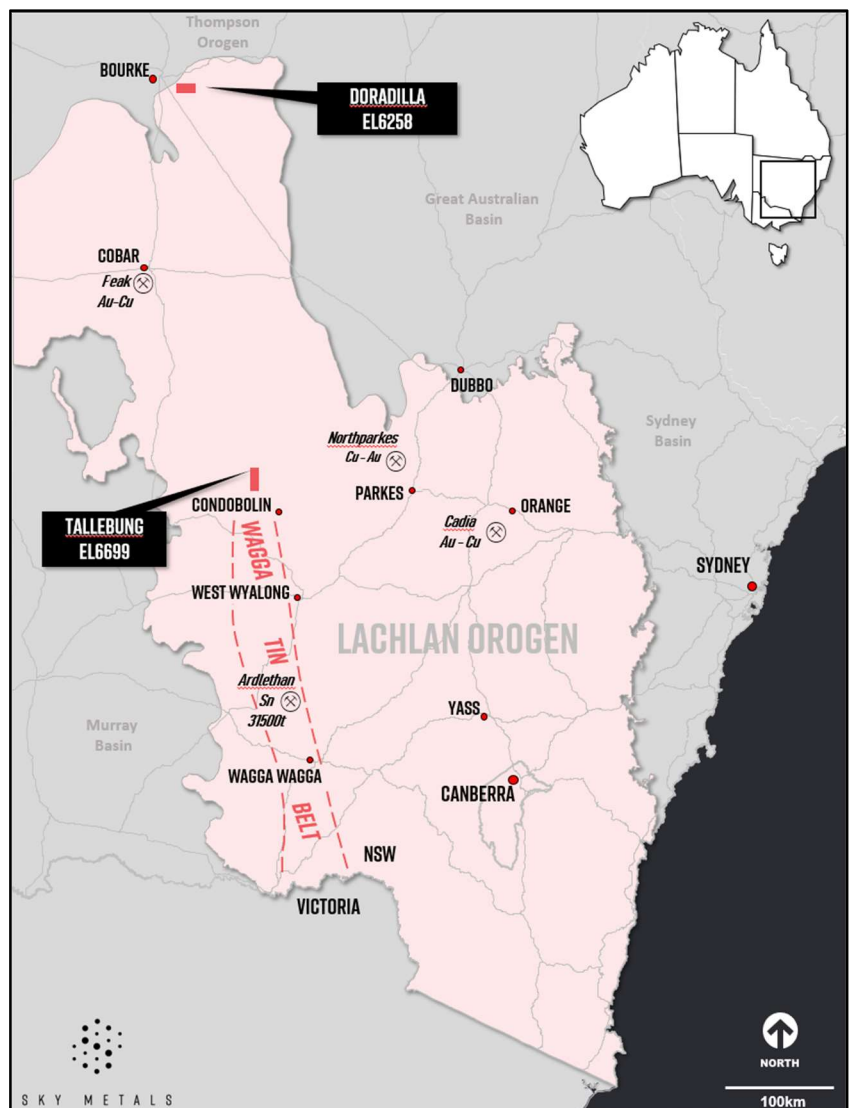 Thompson
Orogen
BOURKE
DORADILLA
EL6258
Great Australian
Basin
COBAR
Feak
Au-Cu
DUBBO
Sydney
Basin
Northparkes
Cu - Au
PARKES
CONDOBOLIN
ORANGE
Cadia
Au - Cu
TALLEBUNG
EL6699
SYDNEY
WAGGA
TIN
BELT
WEST WYALONG
LACHLAN OROGEN
Ardlethan
Sn
31500t
YASS
Murray
Basin
WAGGA WAGGA
CANBERRA
NSW
VICTORIA
NORTH
SKY METALS
100km